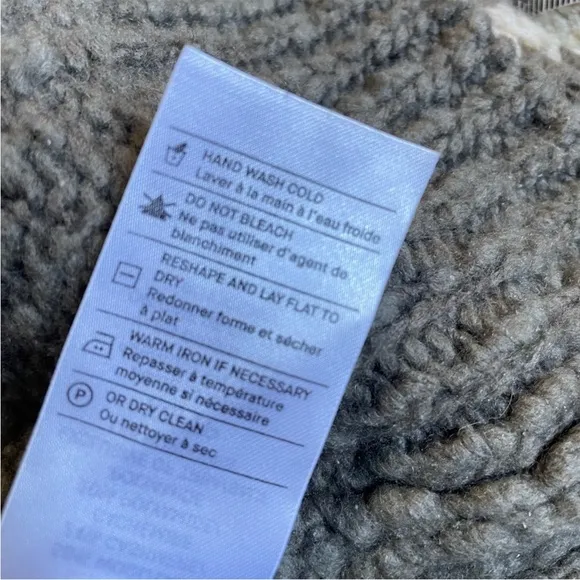 HAND WASH COLD
Laver à la main à l'eau froide
DO NOT BLEACH
Ne pas utiliser d'agent de
blanchiment
RESHAPE AND LAY FLAT TO
DRY
Redonner forme et sécher
à plat
WARM IRON IF NECESSARY
Repasser à température
moyenne si nécessaire
P
OR DRY CLEAN
Ou nettoyer à sec